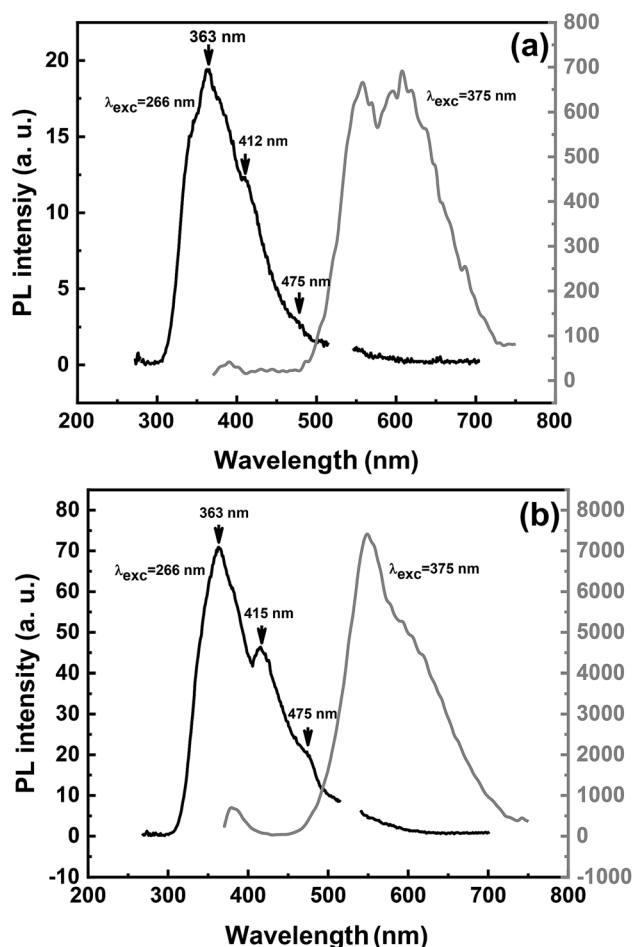 363 nm
(a)
λexc=266 nm
λexc=375 nm
412 nm
475 nm
PL intensiy (a. u.)
20
15
10
5
0
800
700
600
500
400
300
200
100
0
200 300 400 500 600 700 800
Wavelength (nm)
363 nm
(b)
λexc=266 nm
λexc=375 nm
415 nm
475 nm
PL intensity (a. u.)
80
70
60
50
40
30
20
10
0
-10
8000
7000
6000
5000
4000
3000
2000
1000
0
-1000
200 300 400 500 600 700 800
Wavelength (nm)